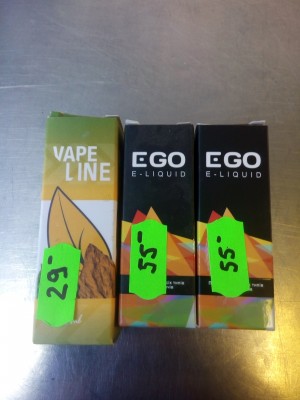 VAPE
LINE
29-
EGO
E-LIQUID
55-
EGO
E-LIQUID
55-